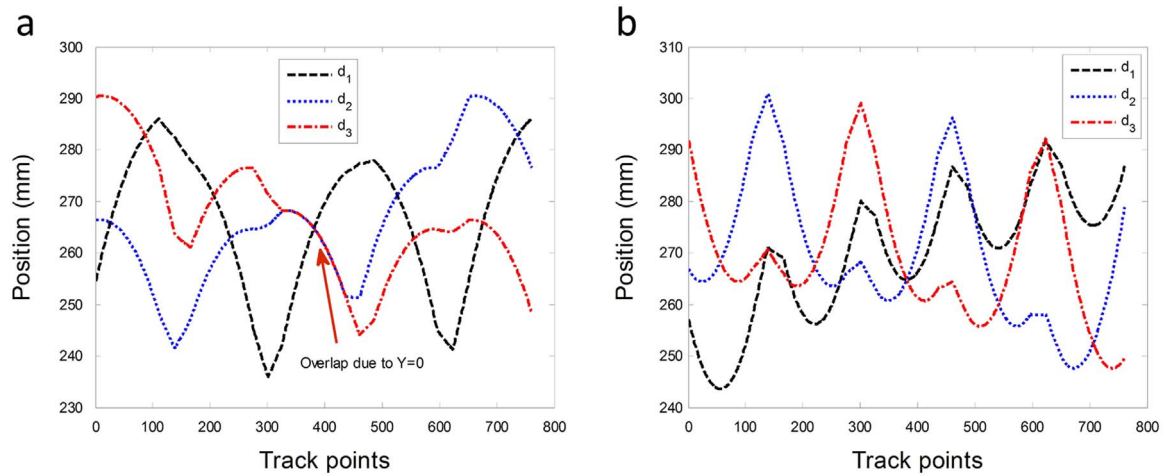 a
300
290
280
270
260
250
240
230
Position (mm)
d1
d2
d3
Overlap due to Y=0
0 100 200 300 400 500 600 700 800
Track points
b
310
300
290
280
270
260
250
240
Position (mm)
d1
d2
d3
0 100 200 300 400 500 600 700 800
Track points